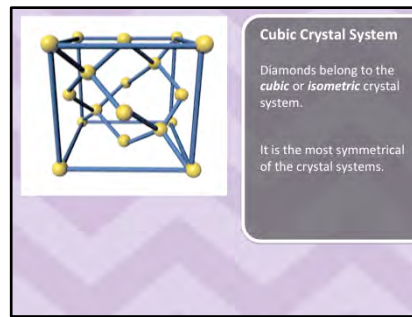 Cubic Crystal System
Diamonds belong to the
cubic or isometric crystal
system.
It is the most symmetrical
of the crystal systems.